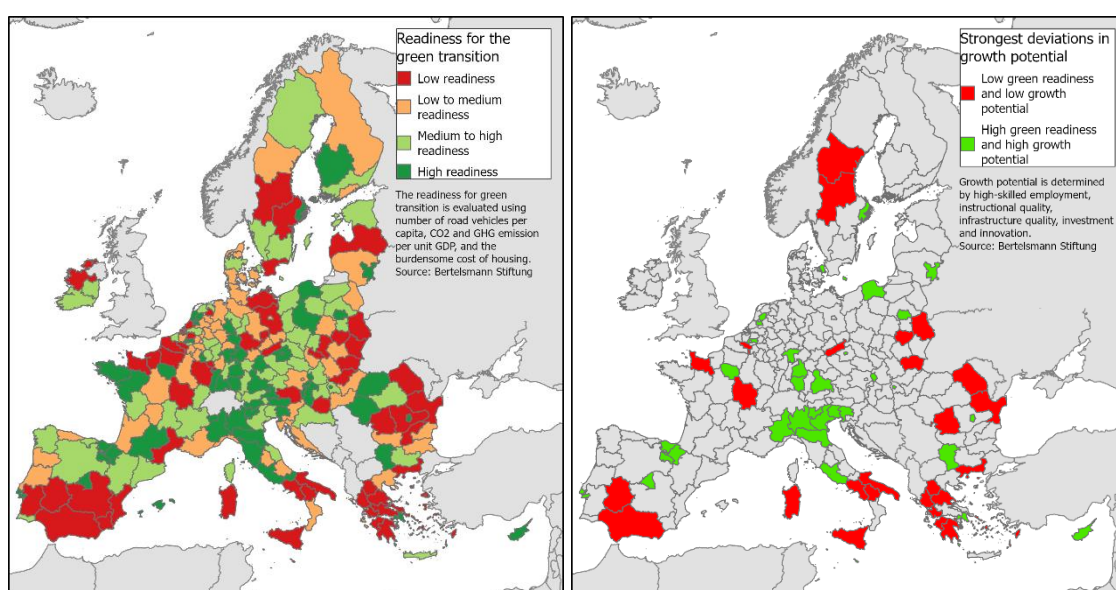 Readiness for the
green transition
Low readiness
Low to medium
readiness
Medium to high
readiness
High readiness
The readiness for green
transition is evaluated using
number of road vehicles per
capita, CO2 and GHG emission
per unit GDP, and the
burdensome cost of housing.
Source: Bertelsmann Stiftung
Strongest deviations in
growth potential
Low green readiness
and low growth
potential
High green readiness
and high growth
potential
Growth potential is determined
by high-skilled employment,
instructional quality,
infrastructure quality, investment
and innovation.
Source: Bertelsmann Stiftung